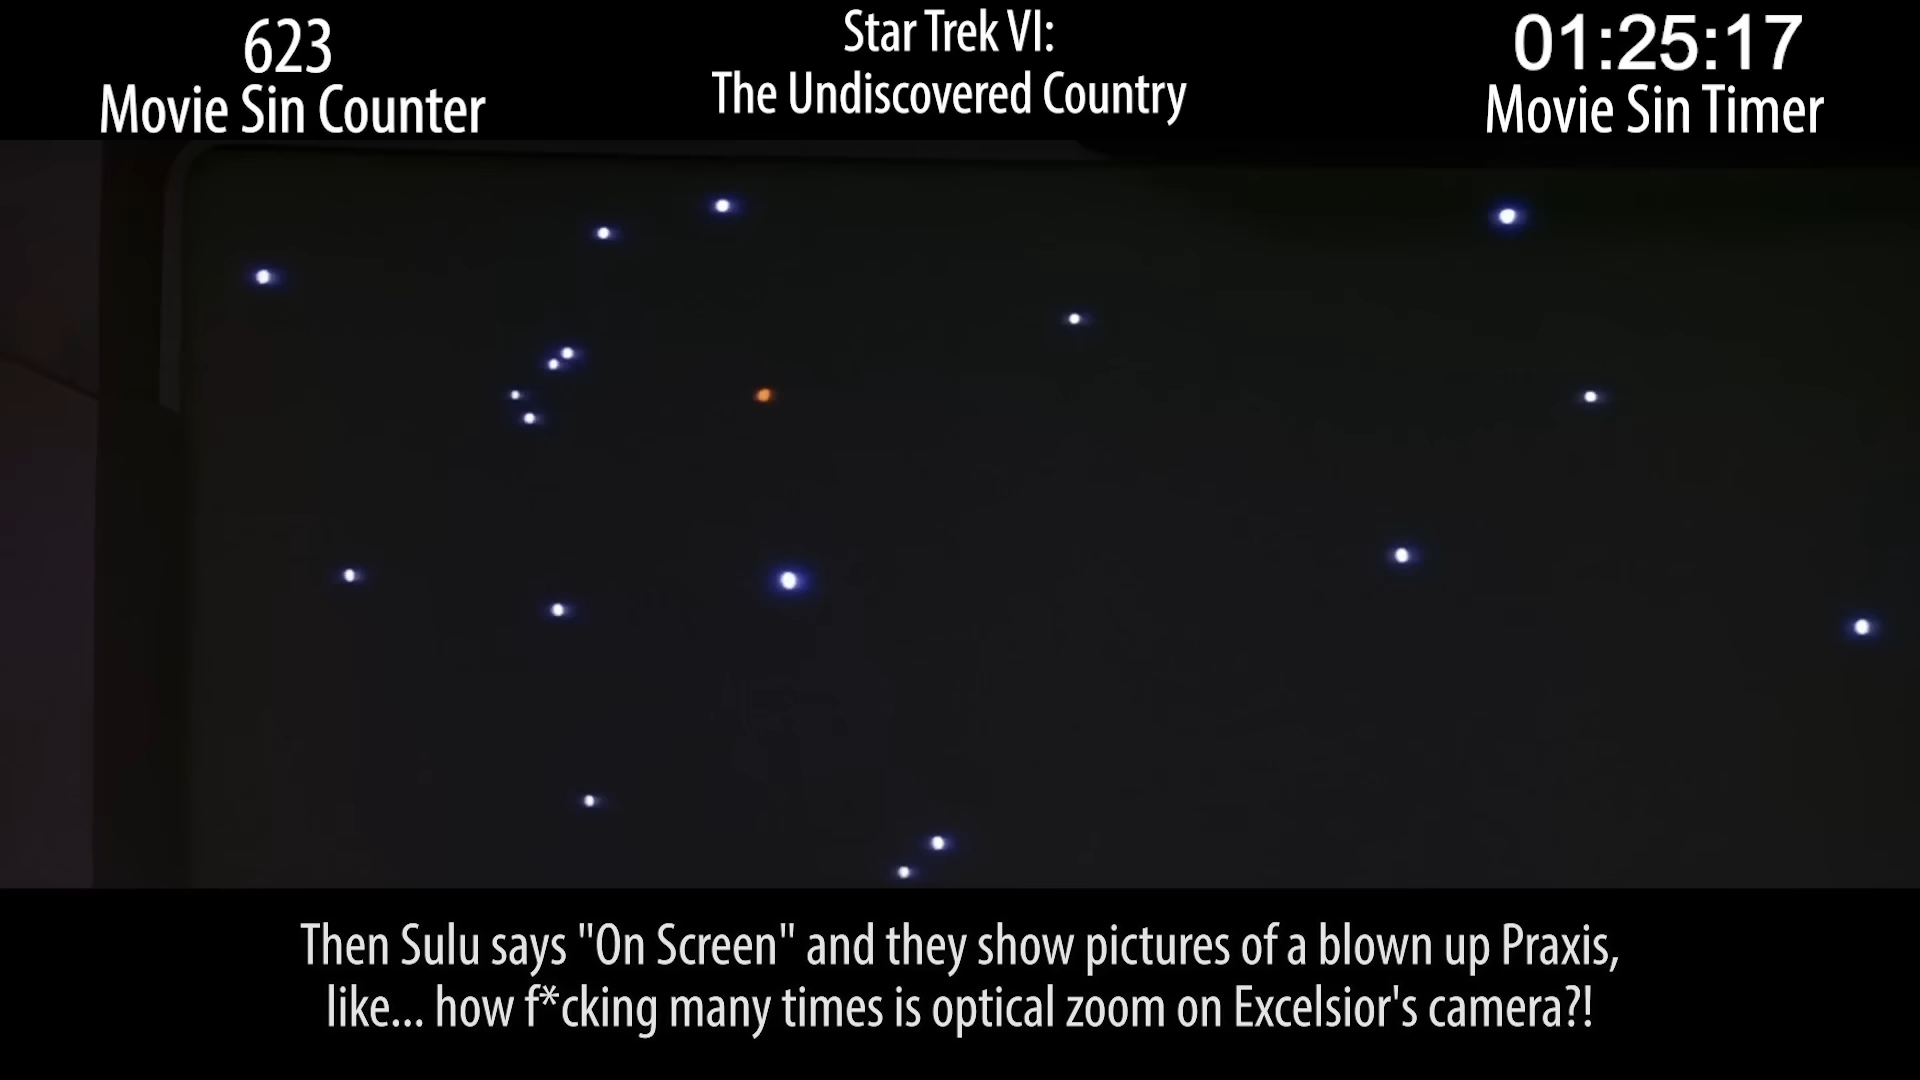 623
Movie Sin Counter
Star Trek VI:
The Undiscovered Country
01:25:17
Movie Sin Timer
Then Sulu says "On Screen" and they show pictures of a blown up Praxis,
like... how f*cking many times is optical zoom on Excelsior's camera?!